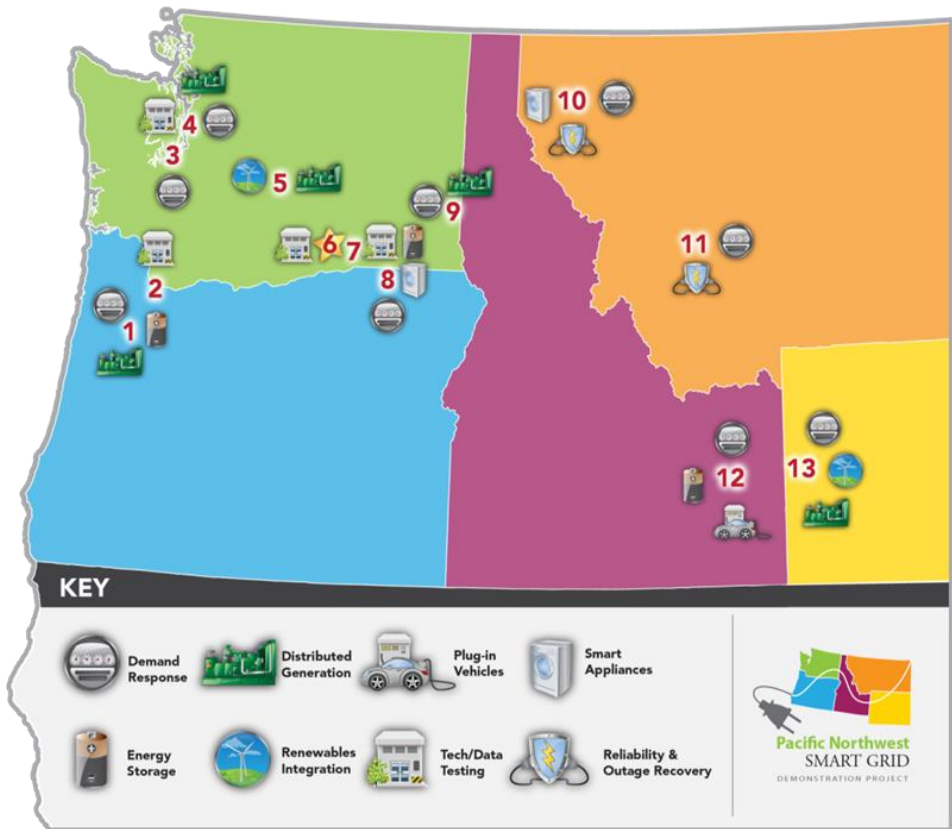 10
4
3
5
9
11
6
7
8
2
1
12
13
KEY
Demand
Response
Distributed
Generation
Plug-in
Vehicles
Smart
Appliances
Energy
Storage
Renewables
Integration
Tech/Data
Testing
Reliability &
Outage Recovery
Pacific Northwest
SMART GRID
DEMONSTRATION PROJECT